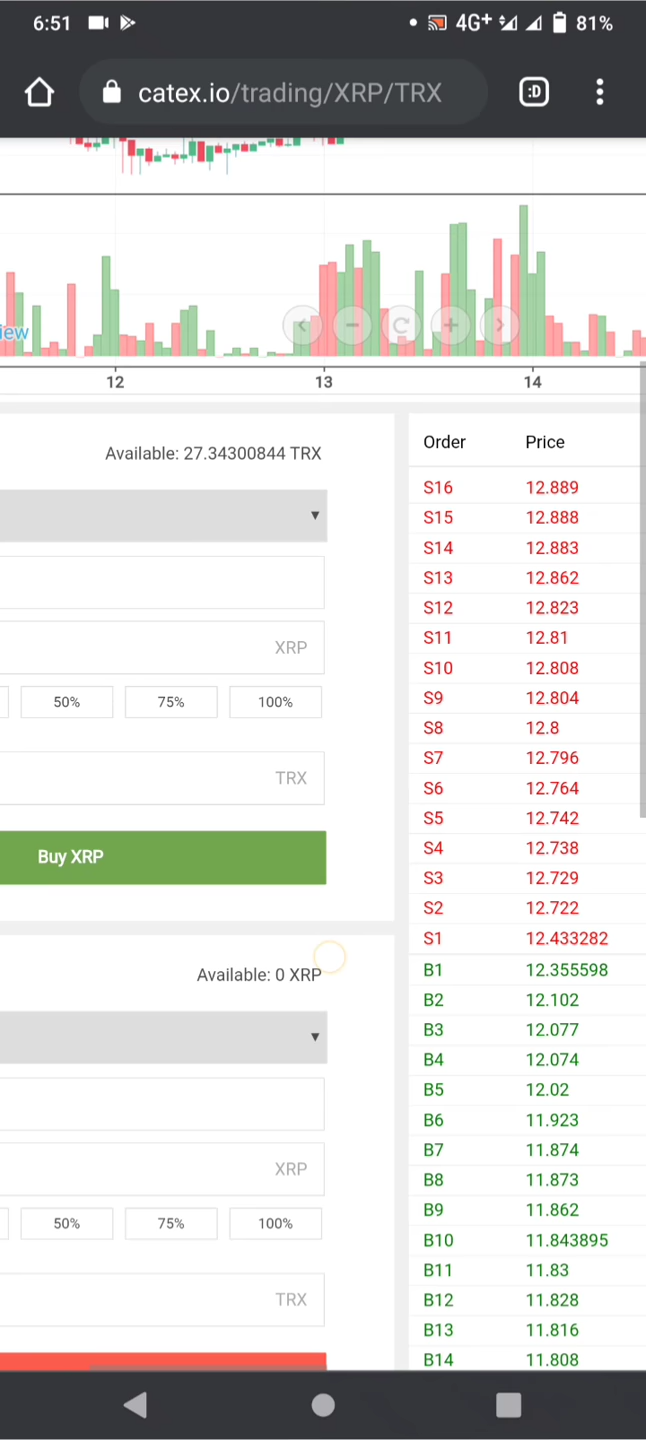 6:51 4G+ 81%
catex.io/trading/XRP/TRX :D
iew
12 13 14
Available: 27.34300844 TRX
XRP
50% 75% 100%
TRX
Buy XRP
Available: 0 XRP
XRP
50% 75% 100%
TRX
Order Price
S16 12.889
S15 12.888
S14 12.883
S13 12.862
S12 12.823
S11 12.81
S10 12.808
S9 12.804
S8 12.8
S7 12.796
S6 12.764
S5 12.742
S4 12.738
S3 12.729
S2 12.722
S1 12.433282
B1 12.355598
B2 12.102
B3 12.077
B4 12.074
B5 12.02
B6 11.923
B7 11.874
B8 11.873
B9 11.862
B10 11.843895
B11 11.83
B12 11.828
B13 11.816
B14 11.808